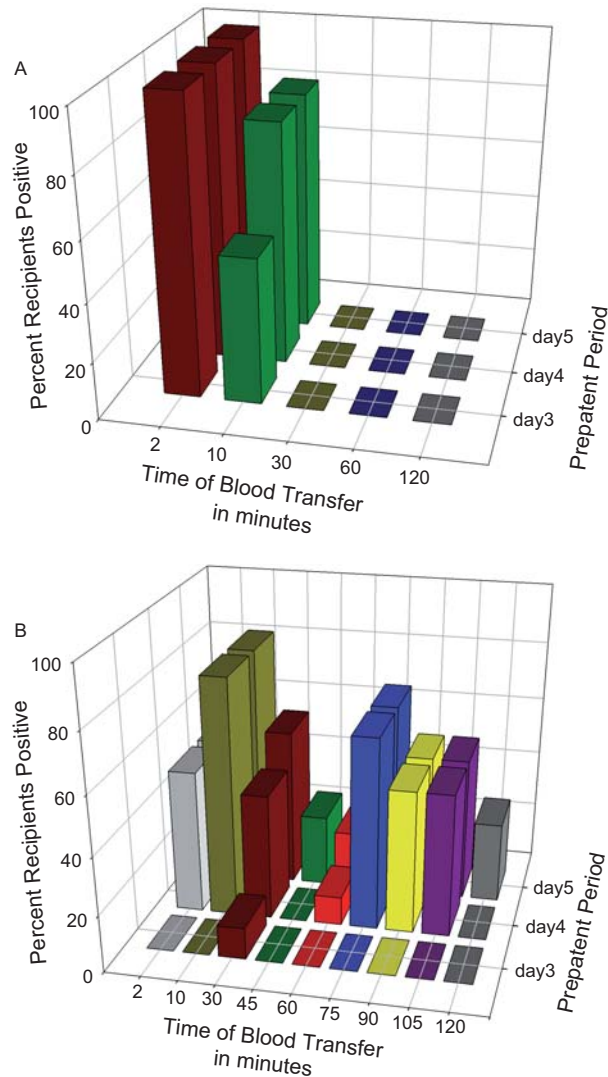 A
Percent Recipients Positive
100
80
60
40
20
0
2
10
30
60
120
Time of Blood Transfer
in minutes
day5
day4
day3
Prepatent Period
B
Percent Recipients Positive
100
80
60
40
20
0
2
10
30
45
60
75
90
105
120
Time of Blood Transfer
in minutes
day5
day4
day3
Prepatent Period